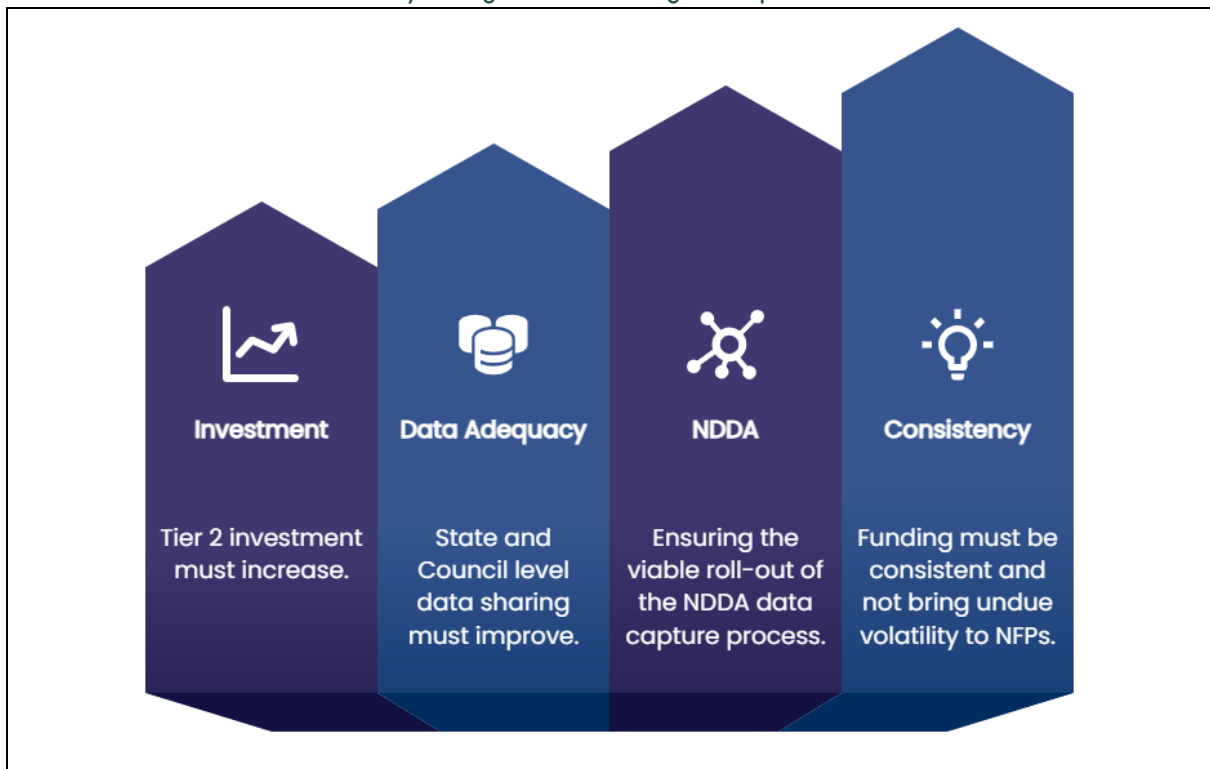 Investment
Tier 2 investment
must increase.
Data Adequacy
State and
Council level
data sharing
must improve.
NDDA
Ensuring the
viable roll-out of
the NDDA data
capture process.
Consistency
Funding must be
consistent and
not bring undue
volatility to NFPs.